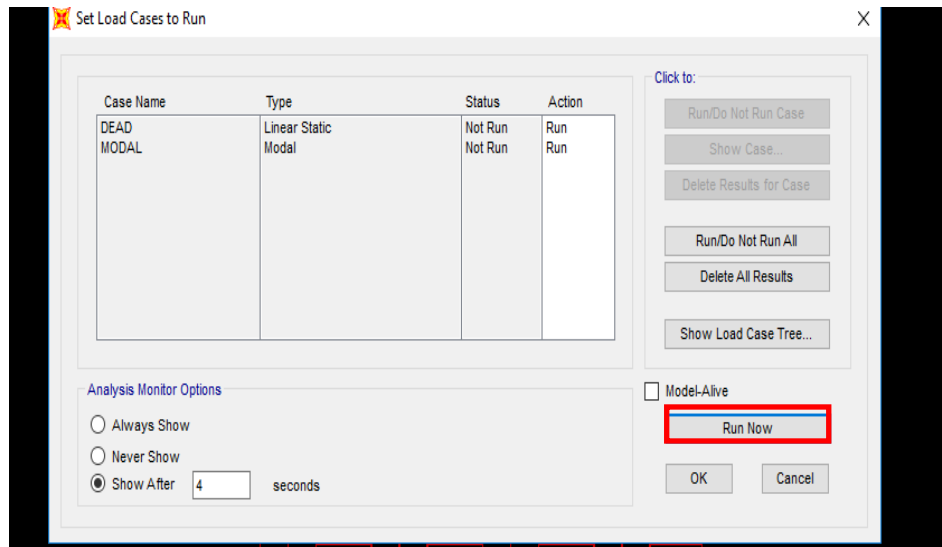 Set Load Cases to Run
Click to:
Case Name Type Status Action
DEAD Linear Static Not Run Run
MODAL Modal Not Run Run
Run/Do Not Run Case
Show Case...
Delete Results for Case
Run/Do Not Run All
Delete All Results
Show Load Case Tree...
Analysis Monitor Options
Always Show
Never Show
Show After 4 seconds
Model-Alive
Run Now
OK Cancel